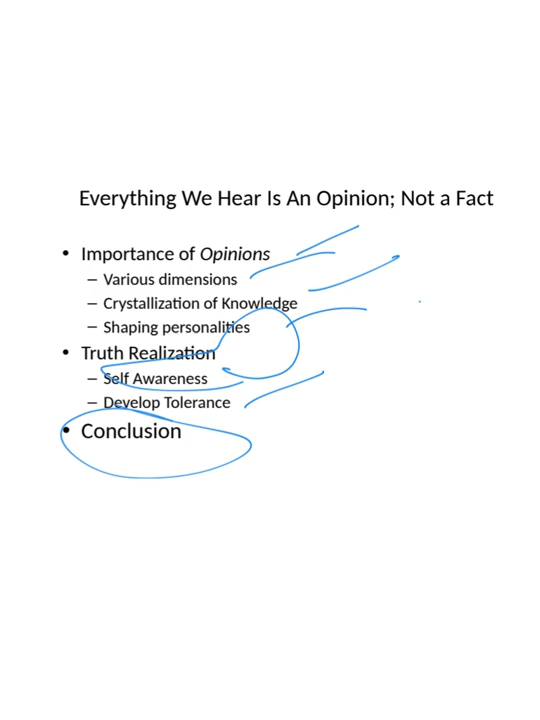 Everything We Hear Is An Opinion; Not a Fact
• Importance of Opinions
– Various dimensions
– Crystallization of Knowledge
– Shaping personalities
• Truth Realization
– Self Awareness
– Develop Tolerance
• Conclusion